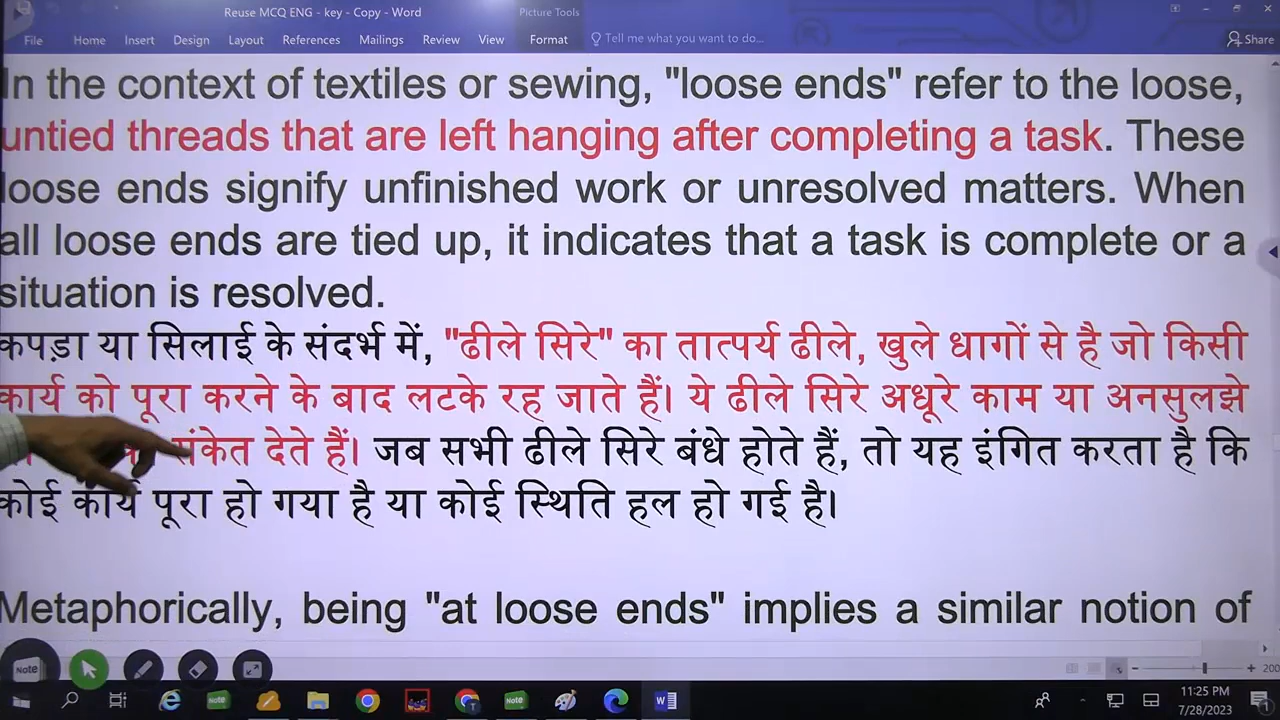 Reuse MCQ ENG - key - Copy - Word
Picture Tools
File Home Insert Design Layout References Mailings Review View Format Tell me what you want to do... Share
In the context of textiles or sewing, "loose ends" refer to the loose,
untied threads that are left hanging after completing a task. These
loose ends signify unfinished work or unresolved matters. When
all loose ends are tied up, it indicates that a task is complete or a
situation is resolved.
कपड़ा या सिलाई के संदर्भ में, "ढीले सिरे" का तात्पर्य ढीले, खुले धागों से है जो किसी
कार्य को पूरा करने के बाद लटके रह जाते हैं। ये ढीले सिरे अधूरे काम या अनसुलझे
संकेत देते हैं। जब सभी ढीले सिरे बंधे होते हैं, तो यह इंगित करता है कि
कोई कार्य पूरा हो गया है या कोई स्थिति हल हो गई है।
Metaphorically, being "at loose ends" implies a similar notion of
Note
200
Note Note
11:25 PM
7/28/2023
1